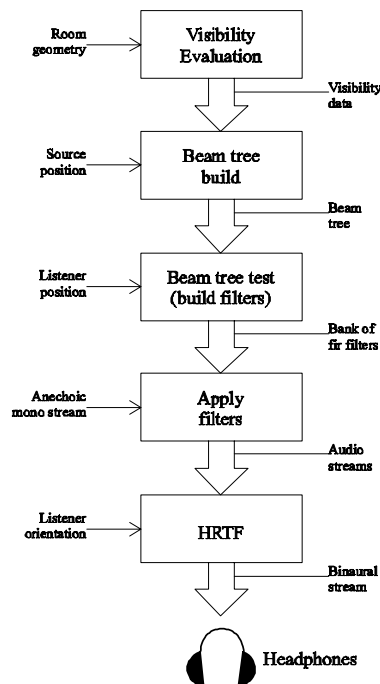 Room
geometry
Visibility
Evaluation
Visibility
data
Source
position
Beam tree
build
Beam
tree
Listener
position
Beam tree test
(build filters)
Bank of
fir filters
Anechoic
mono stream
Apply
filters
Audio
streams
Listener
orientation
HRTF
Binaural
stream
Headphones